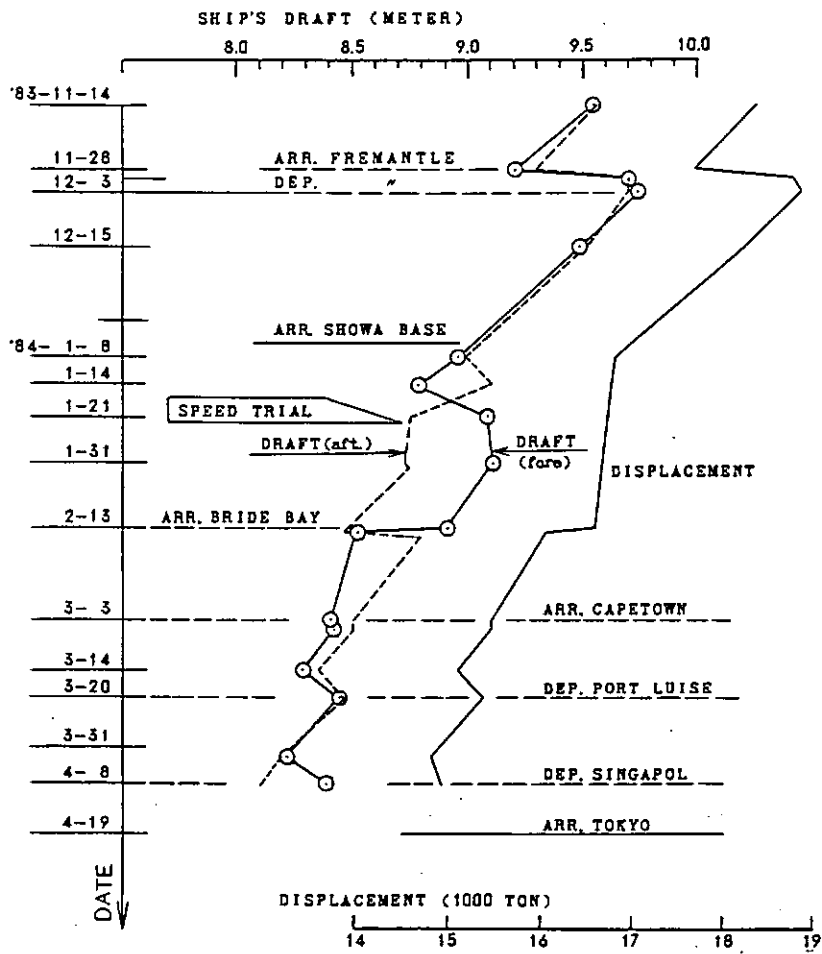 SHIP'S DRAFT (METER)
8.0 8.5 9.0 9.5 10.0
'83-11-14
11-28 ARR. FREMANTLE
12- 3 DEP. 〃
12-15
ARR. SHOWA BASE
'84- 1- 8
1-14
1-21 SPEED TRIAL
DRAFT(aft.) DRAFT
1-31 (fore) DISPLACEMENT
2-13 ARR. BRIDE BAY
3- 3 ARR. CAPETOWN
3-14
3-20 DEP. PORT LUISE
3-31
4- 8 DEP. SINGAPOL
4-19 ARR. TOKYO
DATE
DISPLACEMENT (1000 TON)
14 15 16 17 18 19